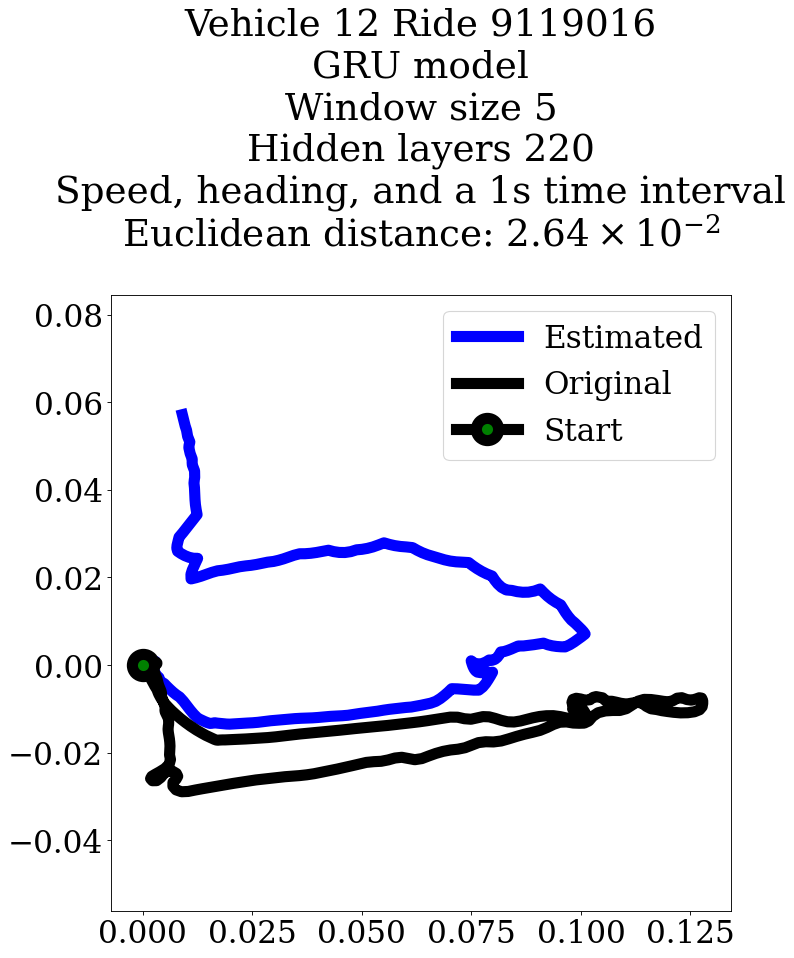 Vehicle 12 Ride 9119016
GRU model
Window size 5
Hidden layers 220
Speed, heading, and a 1s time interval
Euclidean distance: 2.64 × 10⁻²
Estimated
Original
Start
0.08
0.06
0.04
0.02
0.00
−0.02
−0.04
0.000 0.025 0.050 0.075 0.100 0.125